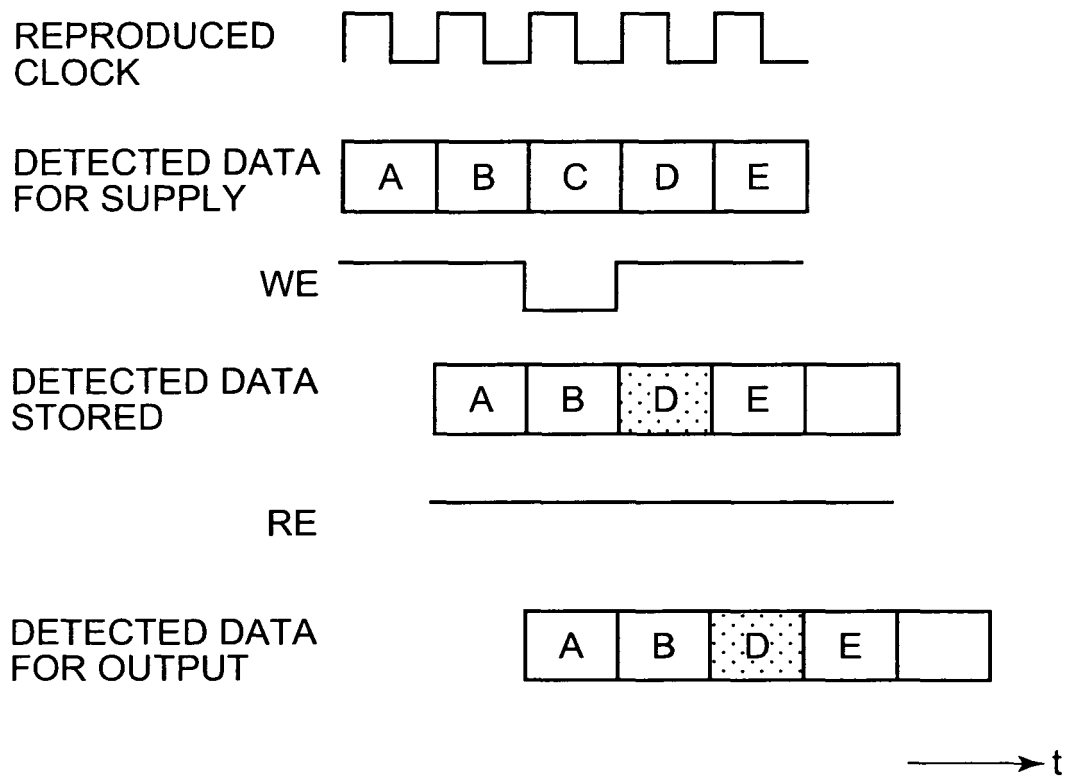 REPRODUCED
CLOCK
DETECTED DATA
FOR SUPPLY
A B C D E
WE
DETECTED DATA
STORED
A B D E
RE
DETECTED DATA
FOR OUTPUT
A B D E
t